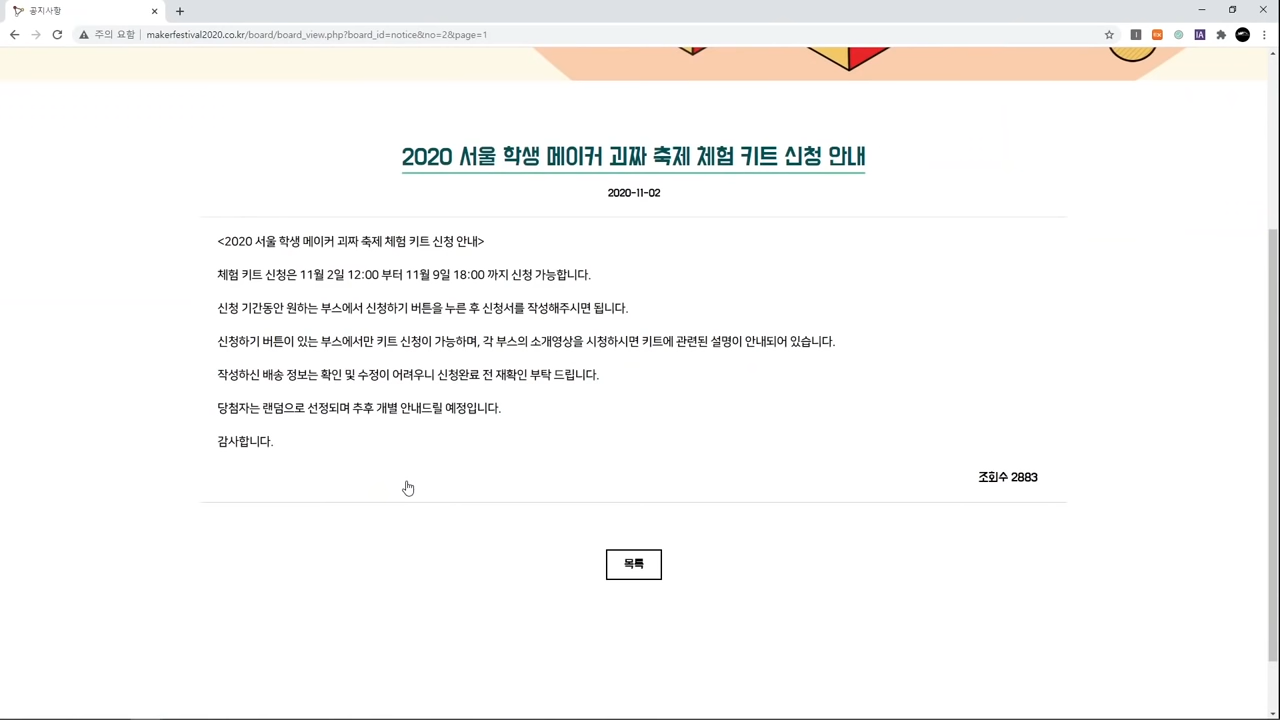 공지사항
주의 요함
makerfestival2020.co.kr/board/board_view.php?board_id=notice&no=2&page=1
2020 서울 학생 메이커 괴짜 축제 체험 키트 신청 안내
2020-11-02
<2020 서울 학생 메이커 괴짜 축제 체험 키트 신청 안내>
체험 키트 신청은 11월 2일 12:00 부터 11월 9일 18:00 까지 신청 가능합니다.
신청 기간동안 원하는 부스에서 신청하기 버튼을 누른 후 신청서를 작성해주시면 됩니다.
신청하기 버튼이 있는 부스에서만 키트 신청이 가능하며, 각 부스의 소개영상을 시청하시면 키트에 관련된 설명이 안내되어 있습니다.
작성하신 배송 정보는 확인 및 수정이 어려우니 신청완료 전 재확인 부탁 드립니다.
당첨자는 랜덤으로 선정되며 추후 개별 안내드릴 예정입니다.
감사합니다.
조회수 2883
목록